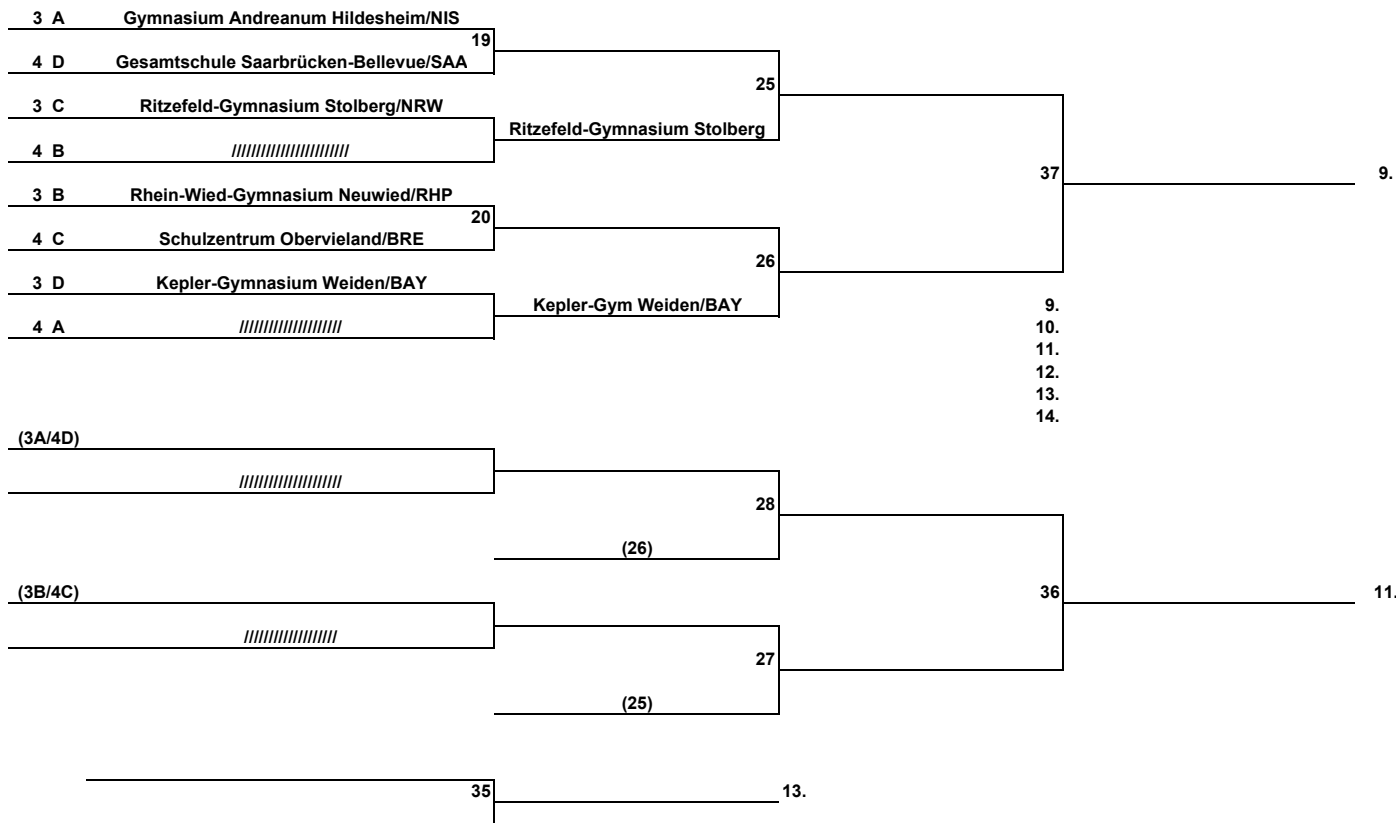 3 A Gymnasium Andreanum Hildesheim/NIS
19
4 D Gesamtschule Saarbrücken-Bellevue/SAA
25
3 C Ritzefeld-Gymnasium Stolberg/NRW
Ritzefeld-Gymnasium Stolberg
4 B ////////////////////////
37 9.
3 B Rhein-Wied-Gymnasium Neuwied/RHP
20
4 C Schulzentrum Obervieland/BRE
26
3 D Kepler-Gymnasium Weiden/BAY
Kepler-Gym Weiden/BAY 9.
4 A /////////////////////
10.
11.
12.
13.
14.
(3A/4D)
/////////////////////
28
(26)
(3B/4C) 36 11.
///////////////////
27
(25)
35 13.